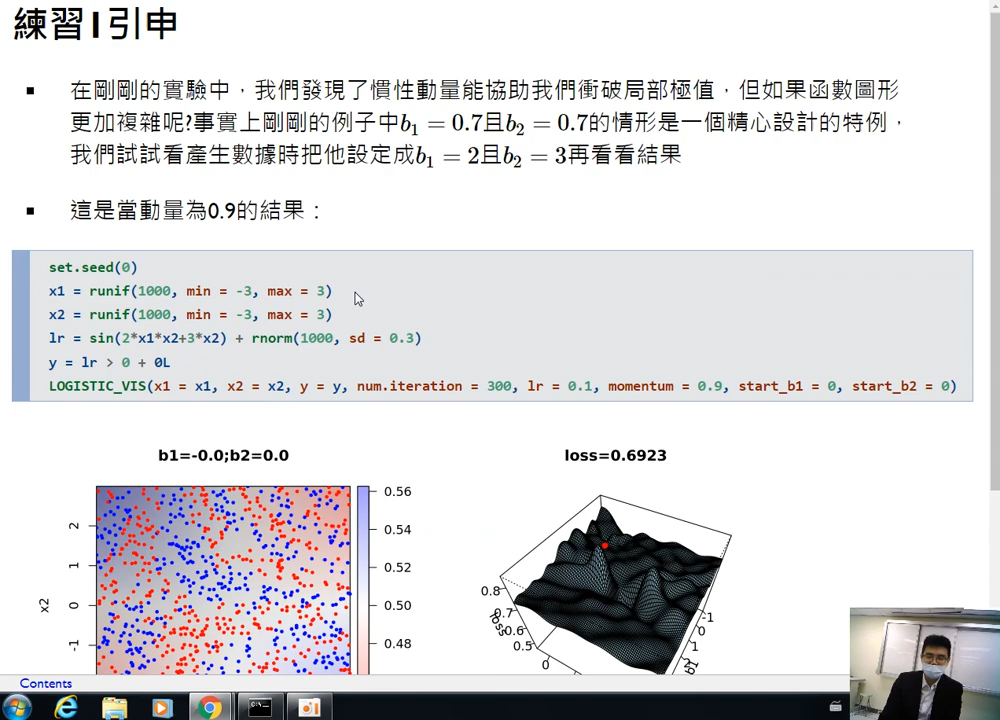 練習1引申
▪ 在剛剛的實驗中，我們發現了慣性動量能協助我們衝破局部極值，但如果函數圖形
更加複雜呢?事實上剛剛的例子中b₁ = 0.7且b₂ = 0.7的情形是一個精心設計的特例，
我們試試看產生數據時把他設定成b₁ = 2且b₂ = 3再看看結果
▪ 這是當動量為0.9的結果：
set.seed(0)
x1 = runif(1000, min = -3, max = 3)
x2 = runif(1000, min = -3, max = 3)
lr = sin(2*x1*x2+3*x2) + rnorm(1000, sd = 0.3)
y = lr > 0 + 0L
LOGISTIC_VIS(x1 = x1, x2 = x2, y = y, num.iteration = 300, lr = 0.1, momentum = 0.9, start_b1 = 0, start_b2 = 0)
b1=-0.0;b2=0.0
loss=0.6923
x2
2
1
0
-1
0.56
0.54
0.52
0.50
0.48
loss
0.8
0.7
0.6
0.5
0
-1
0
1
2
b1
Contents